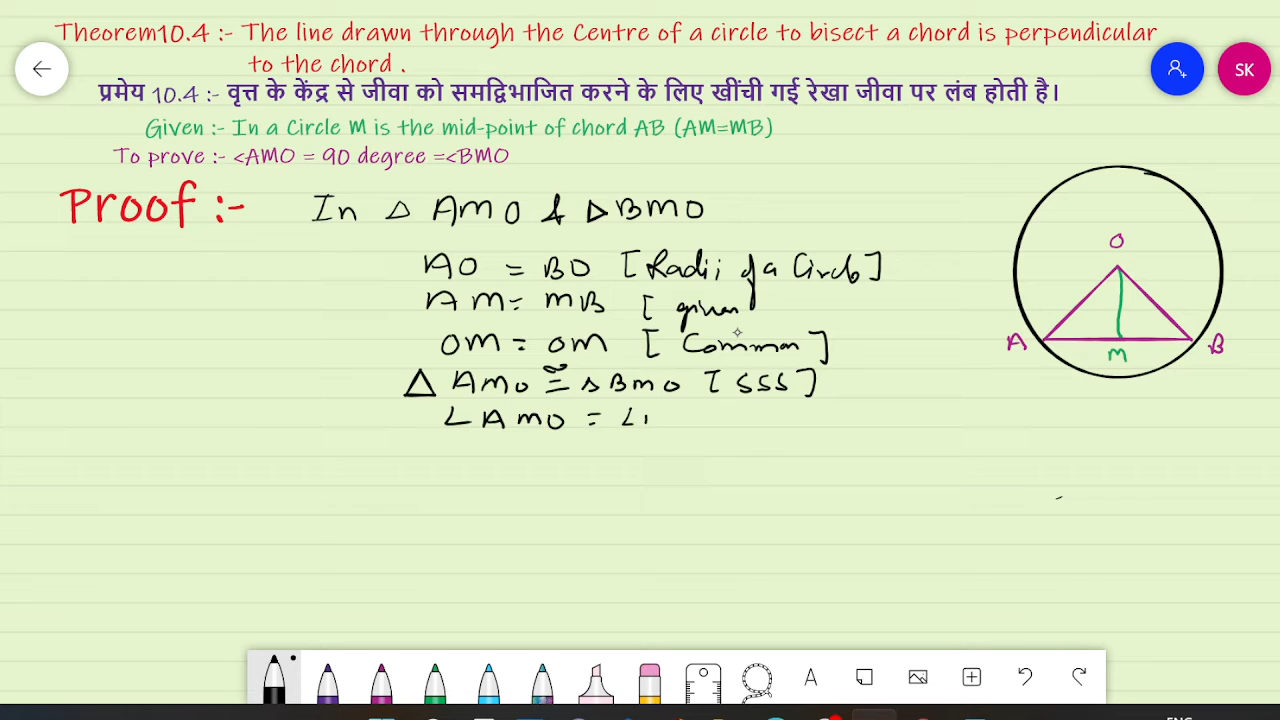 Theorem10.4 :- The line drawn through the Centre of a circle to bisect a chord is perpendicular
to the chord .
SK
प्रमेय 10.4 :- वृत्त के केंद्र से जीवा को समद्विभाजित करने के लिए खींची गई रेखा जीवा पर लंब होती है।
Given :- In a Circle M is the mid-point of chord AB (AM=MB)
To prove :- <AMO = 90 degree =<BMO
Proof :- In △ AMO & △BMO
AO = BO [Radii of a Circle]
AM = MB [given
OM = OM [Common]
△ AMO ≅ △BMO [SSS]
∠AMO = ∠
O
A
M
B
A